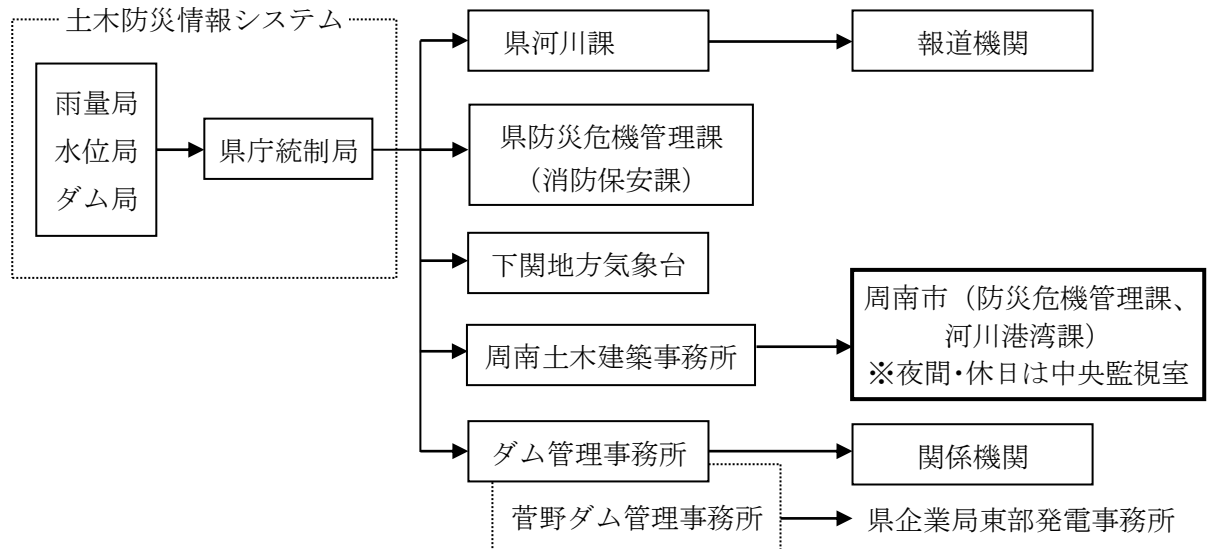 土木防災情報システム
雨量局
水位局
ダム局
県庁統制局
県河川課
報道機関
県防災危機管理課
（消防保安課）
下関地方気象台
周南土木建築事務所
周南市（防災危機管理課、
河川港湾課）
※夜間・休日は中央監視室
ダム管理事務所
関係機関
菅野ダム管理事務所
県企業局東部発電事務所